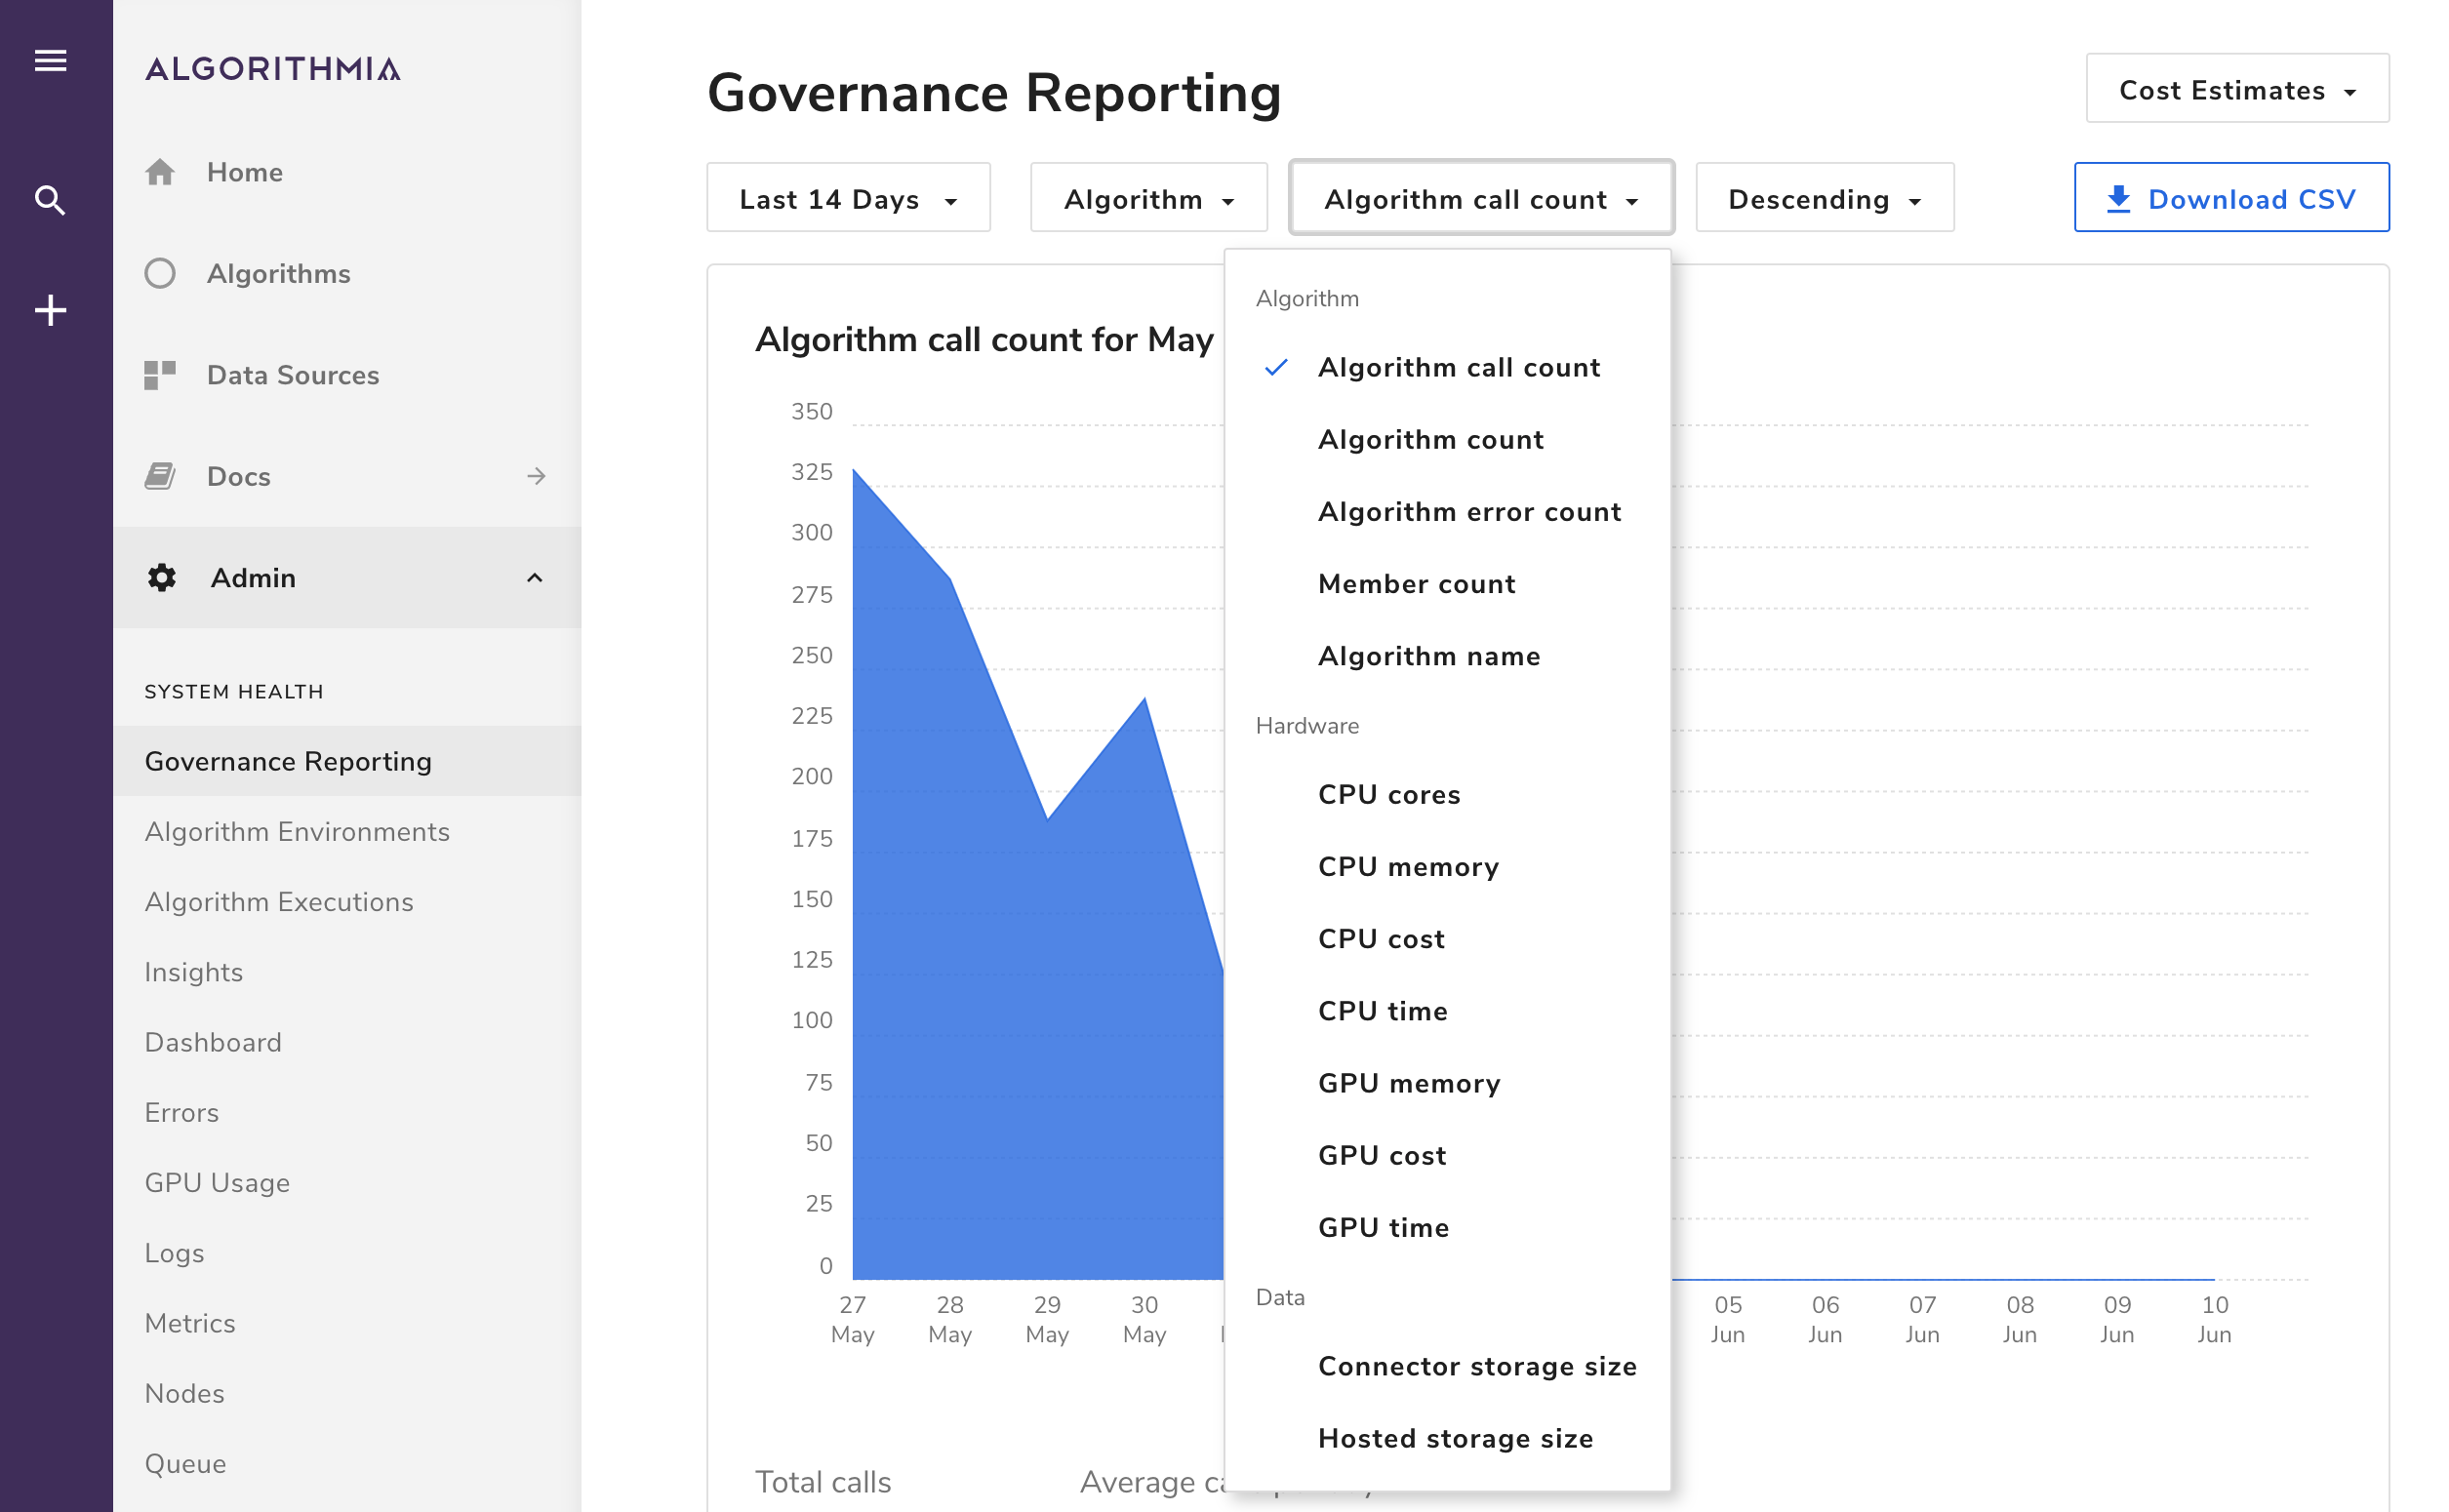 ALGORITHMIA
Home
Algorithms
Data Sources
Docs
Admin
SYSTEM HEALTH
Governance Reporting
Algorithm Environments
Algorithm Executions
Insights
Dashboard
Errors
GPU Usage
Logs
Metrics
Nodes
Queue
Governance Reporting
Cost Estimates
Last 14 Days
Algorithm
Algorithm call count
Descending
Download CSV
Algorithm call count for May
350
325
300
275
250
225
200
175
150
125
100
75
50
25
0
27 28 29 30 05 06 07 08 09 10
May May May May Jun Jun Jun Jun Jun Jun
Total calls
Average
Algorithm
Algorithm call count
Algorithm count
Algorithm error count
Member count
Algorithm name
Hardware
CPU cores
CPU memory
CPU cost
CPU time
GPU memory
GPU cost
GPU time
Data
Connector storage size
Hosted storage size